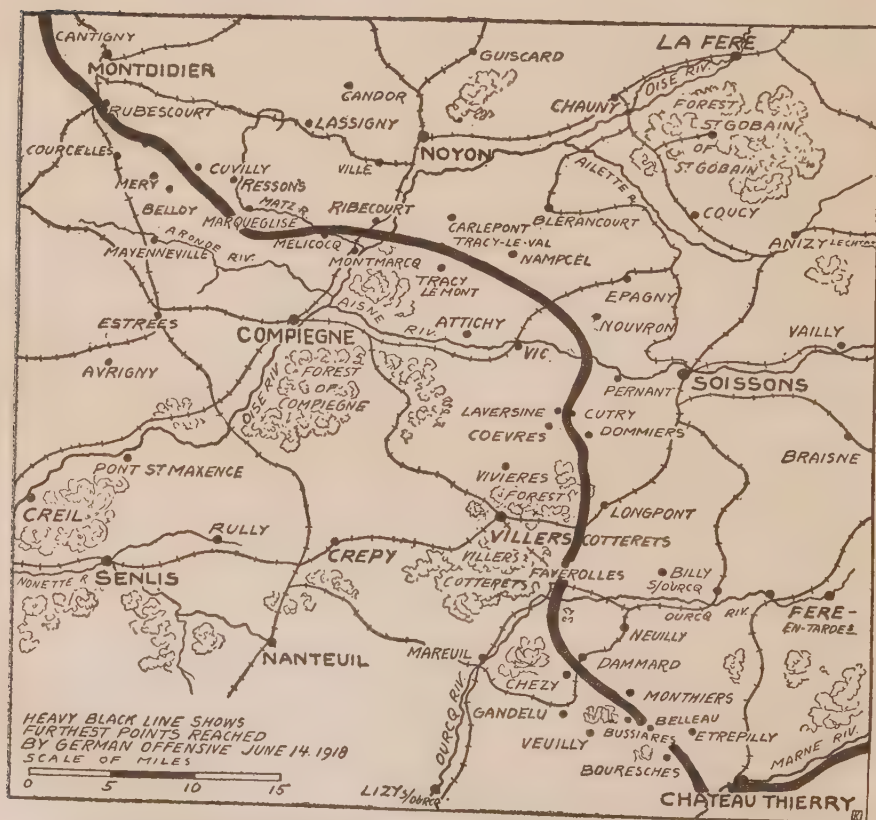 CANTIGNY
MONTDIDIER
GUISCARD
LA FERE
OISE RIV.
CANDOR
CHAUNY
FOREST
ST GOBAIN
OF
ST GOBAIN
RUBESCOURT
LASSIGNY
NOYON
COURCELLES
CUVILLY
VILLE
AILETTE R.
MERY
RESSONS
BELLOY
MATZ R.
RIBECOURT
BLÉRANCOURT
COUCY
MARQUEGLISE
CARLEPONT
TRACY-LE-VAL
ARONDE
RIV.
MELICOCQ
NAMPCEL
ANIZY LE CHTEAU
MAYENNEVILLE
MONTMARCQ
TRACY
LE MONT
EPAGNY
AISNE
RIV.
ESTREES
ATTICHY
NOUVRON
VAILLY
COMPIEGNE
VIC
AVRIGNY
OISE RIV.
FOREST
OF
COMPIEGNE
PERNANT
SOISSONS
LAVERSINE
CUTRY
COEVRES
DOMMIERS
BRAISNE
PONT ST MAXENCE
VIVIERES
FOREST
CREIL
LONGPONT
RULLY
VILLERS COTTERETS
CREPY
VILLERS
COTTERETS
FAVEROLLES
BILLY
S/OURCQ
NONETTE R.
SENLIS
OURCQ RIV.
FERE-
EN-TARDES
NEUILLY
NANTEUIL
MAREUIL
DAMMARD
CHEZY
MONTHIERS
GANDELU
OURCQ RIV.
BELLEAU
BUSSIARES
ETREPILLY
VEUILLY
MARNE RIV.
BOURESCHES
LIZY S/OURCQ
CHATEAU THIERRY
HEAVY BLACK LINE SHOWS
FURTHEST POINTS REACHED
BY GERMAN OFFENSIVE JUNE 14. 1918
SCALE OF MILES
0 5 10 15